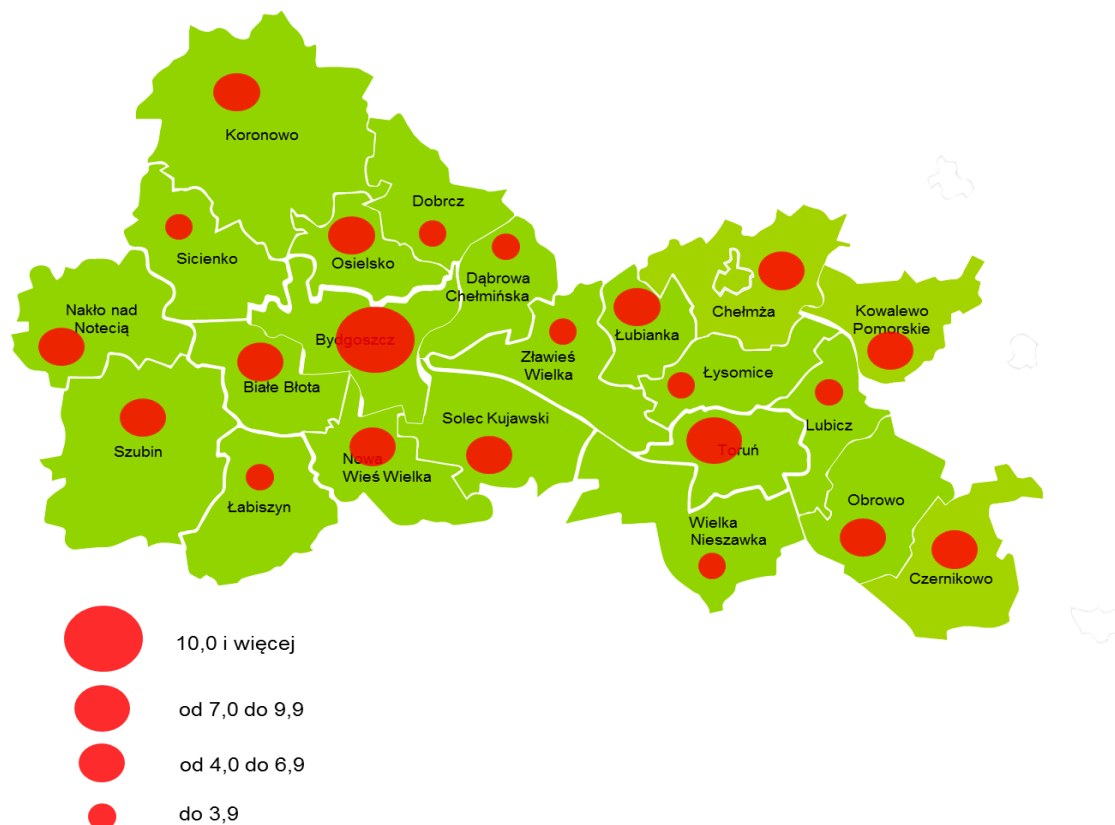 Koronowo
Dobrcz
Sicienko
Osielsko
Dąbrowa
Chełmińska
Nakło nad
Notecią
Bydgoszcz
Białe Błota
Zławieś
Wielka
Łubianka
Chełmża
Kowalewo
Pomorskie
Łysomice
Szubin
Solec Kujawski
Lubicz
Nowa
Wieś Wielka
Toruń
Łabiszyn
Obrowo
Wielka
Nieszawka
Czernikowo
10,0 i więcej
od 7,0 do 9,9
od 4,0 do 6,9
do 3,9